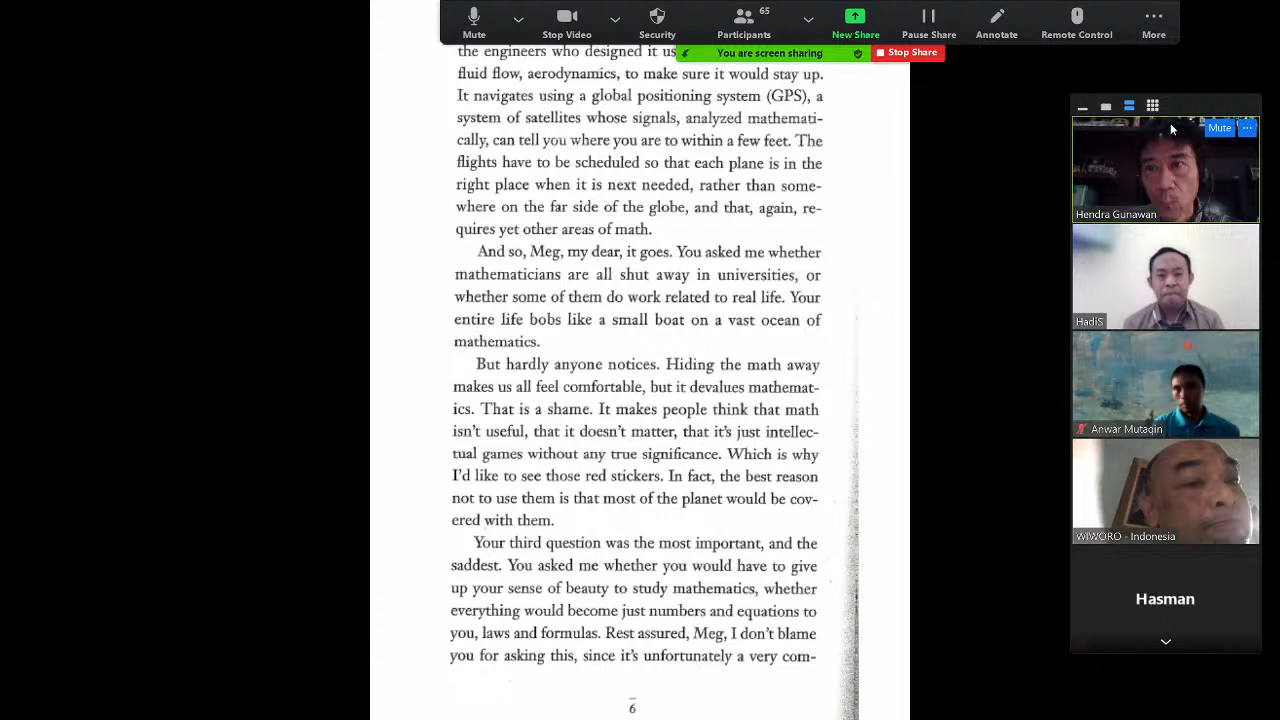 Mute
Stop Video
Security
65
Participants
New Share
Pause Share
Annotate
Remote Control
More
You are screen sharing
Stop Share
the engineers who designed it us
fluid flow, aerodynamics, to make sure it would stay up.
It navigates using a global positioning system (GPS), a
system of satellites whose signals, analyzed mathemati-
cally, can tell you where you are to within a few feet. The
flights have to be scheduled so that each plane is in the
right place when it is next needed, rather than some-
where on the far side of the globe, and that, again, re-
quires yet other areas of math.
And so, Meg, my dear, it goes. You asked me whether
mathematicians are all shut away in universities, or
whether some of them do work related to real life. Your
entire life bobs like a small boat on a vast ocean of
mathematics.
But hardly anyone notices. Hiding the math away
makes us all feel comfortable, but it devalues mathemat-
ics. That is a shame. It makes people think that math
isn't useful, that it doesn't matter, that it's just intellec-
tual games without any true significance. Which is why
I'd like to see those red stickers. In fact, the best reason
not to use them is that most of the planet would be cov-
ered with them.
Your third question was the most important, and the
saddest. You asked me whether you would have to give
up your sense of beauty to study mathematics, whether
everything would become just numbers and equations to
you, laws and formulas. Rest assured, Meg, I don't blame
you for asking this, since it's unfortunately a very com-
6
Mute
Hendra Gunawan
HadiS
Anwar Mutaqin
WIWORO - Indonesia
Hasman